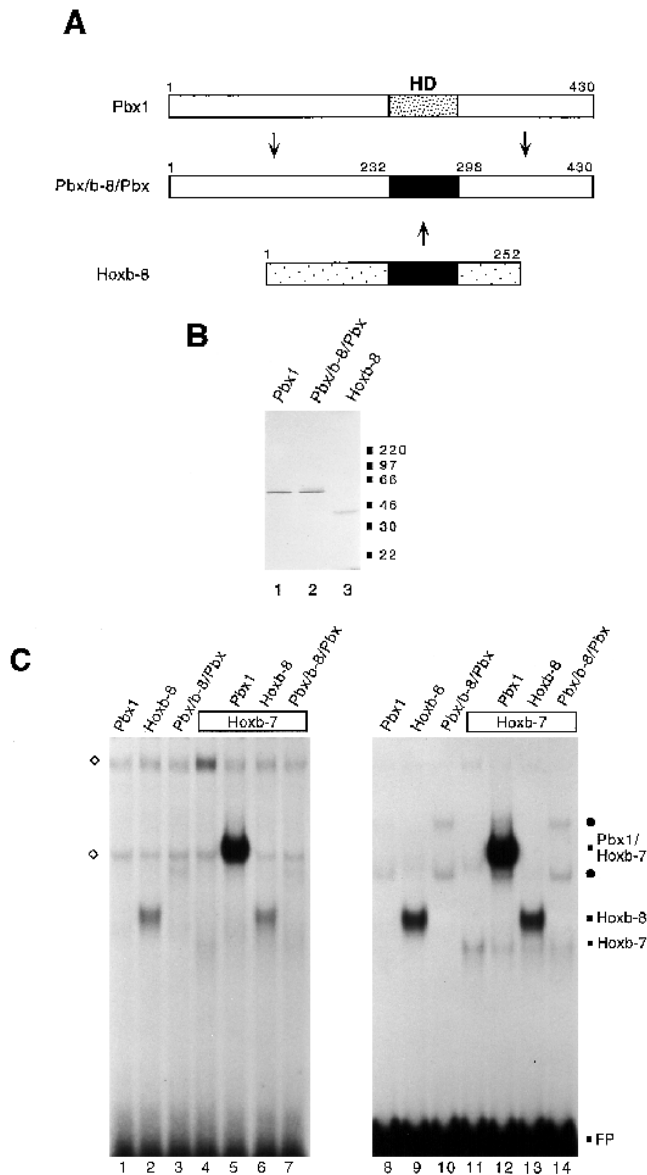 A
HD
1 430
Pbx1
1 232 298 430
Pbx/b-8/Pbx
1 252
Hoxb-8
B
Pbx1
Pbx/b-8/Pbx
Hoxb-8
220
97
66
46
30
22
1 2 3
C
Pbx1
Hoxb-8
Pbx/b-8/Pbx
Pbx1
Hoxb-8
Pbx/b-8/Pbx
Hoxb-7
Pbx1
Hoxb-8
Pbx/b-8/Pbx
Pbx1
Hoxb-8
Pbx/b-8/Pbx
Hoxb-7
Pbx1/
Hoxb-7
Hoxb-8
Hoxb-7
FP
1 2 3 4 5 6 7
8 9 10 11 12 13 14